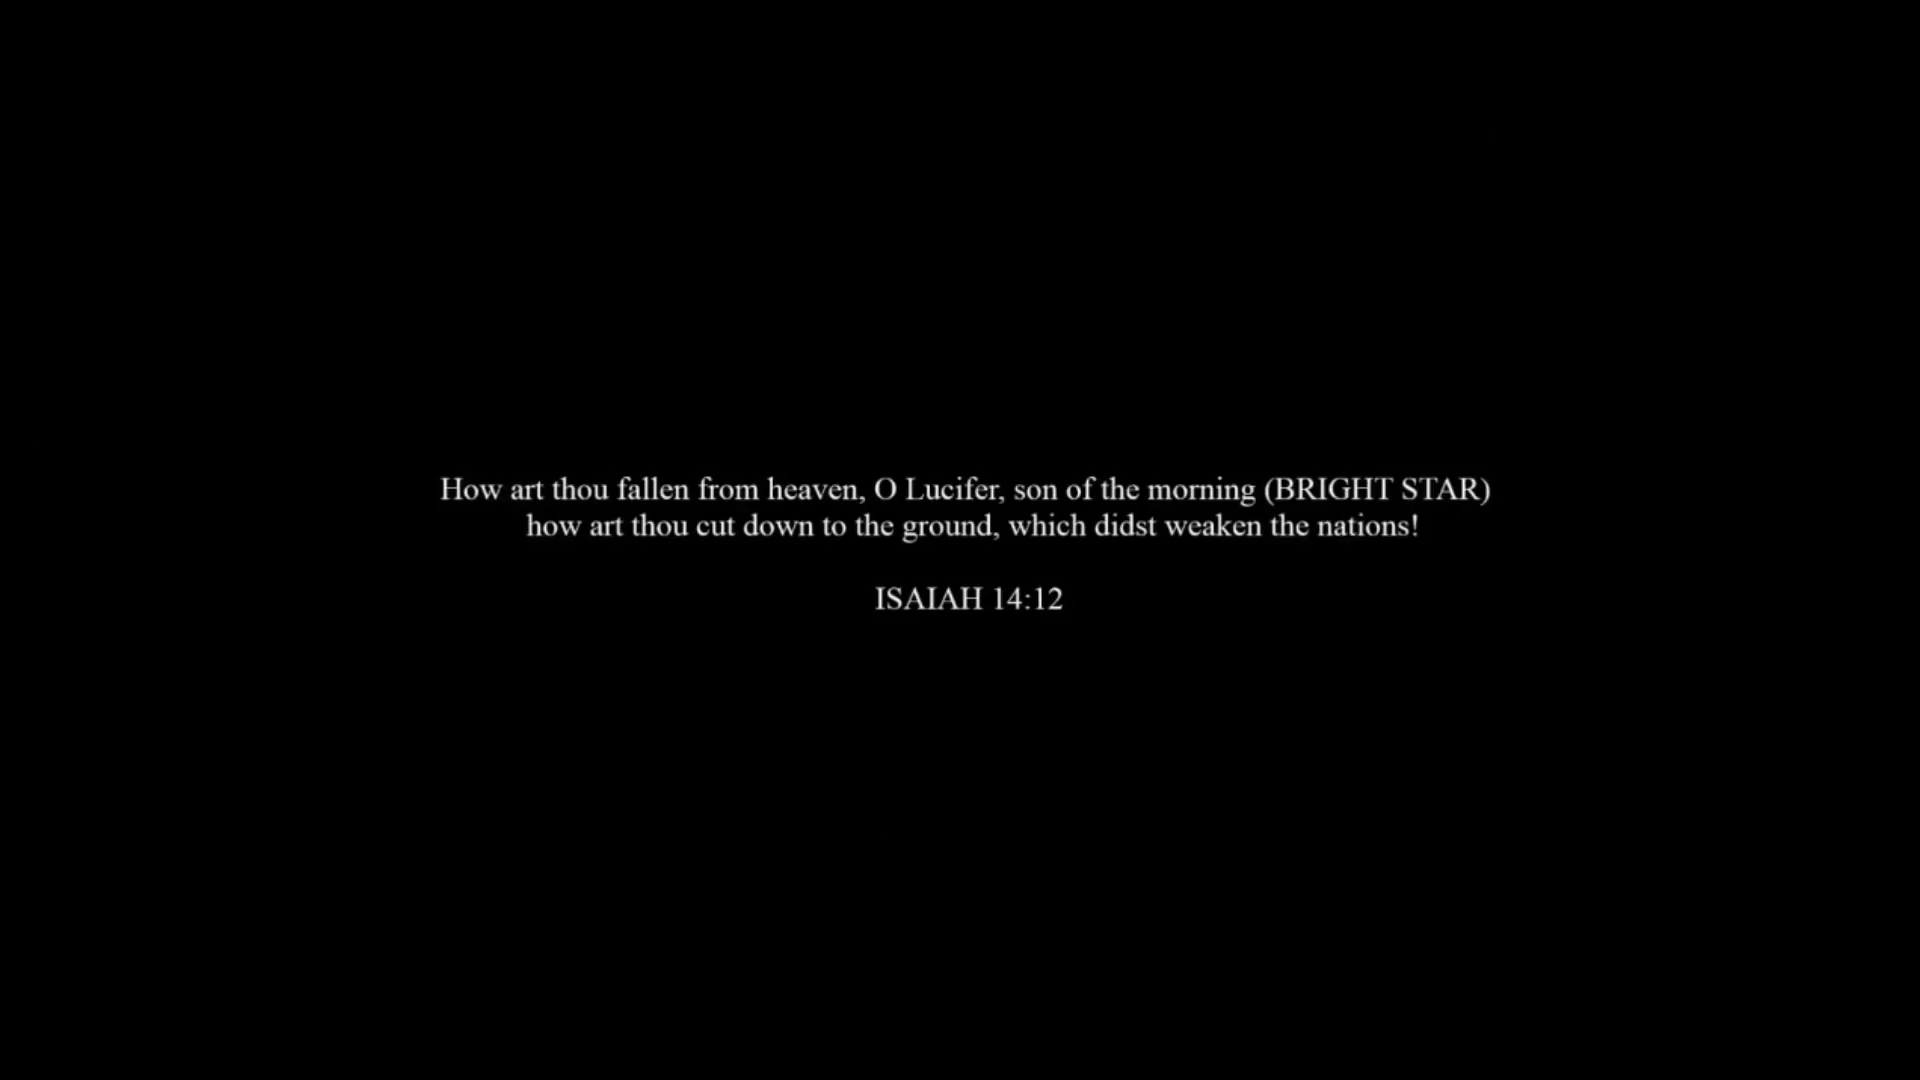 How art thou fallen from heaven, O Lucifer, son of the morning (BRIGHT STAR)
how art thou cut down to the ground, which didst weaken the nations!
ISAIAH 14:12